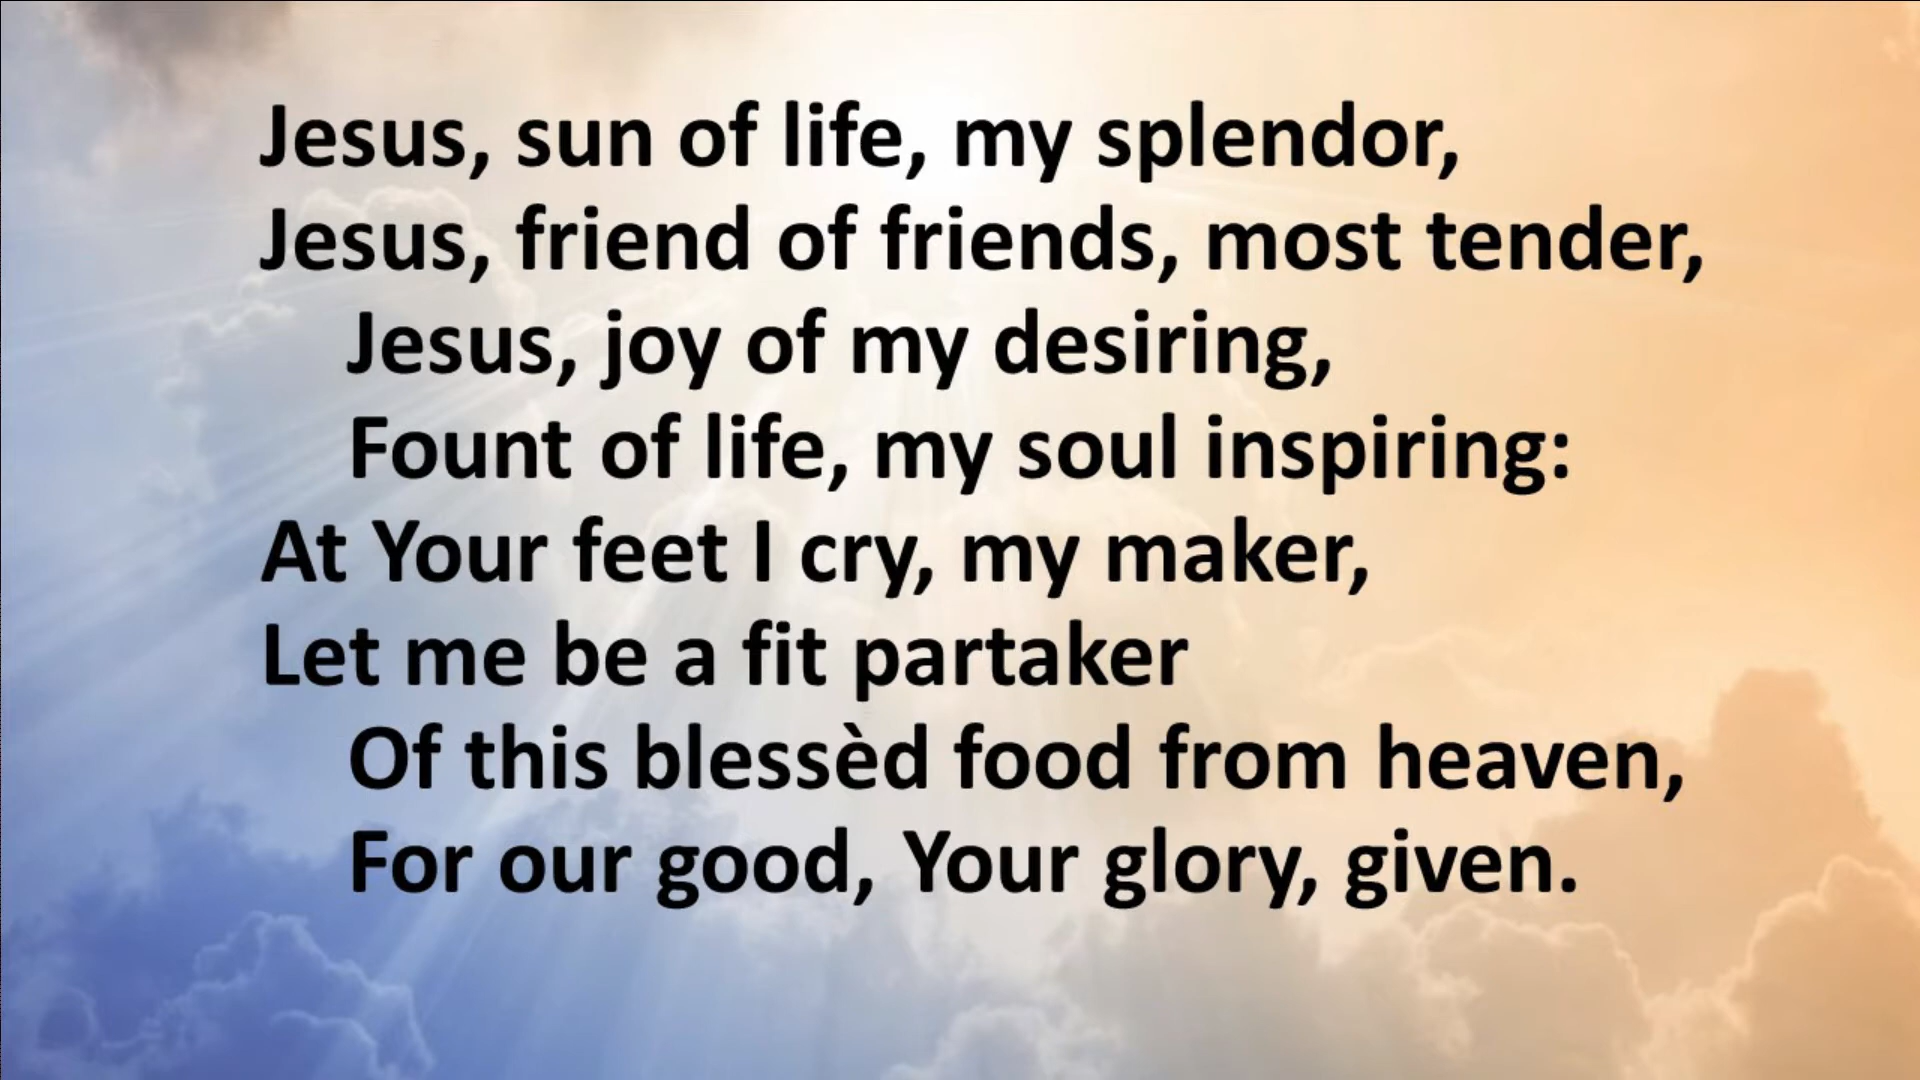 Jesus, sun of life, my splendor,
Jesus, friend of friends, most tender,
Jesus, joy of my desiring,
Fount of life, my soul inspiring:
At Your feet I cry, my maker,
Let me be a fit partaker
Of this blessèd food from heaven,
For our good, Your glory, given.